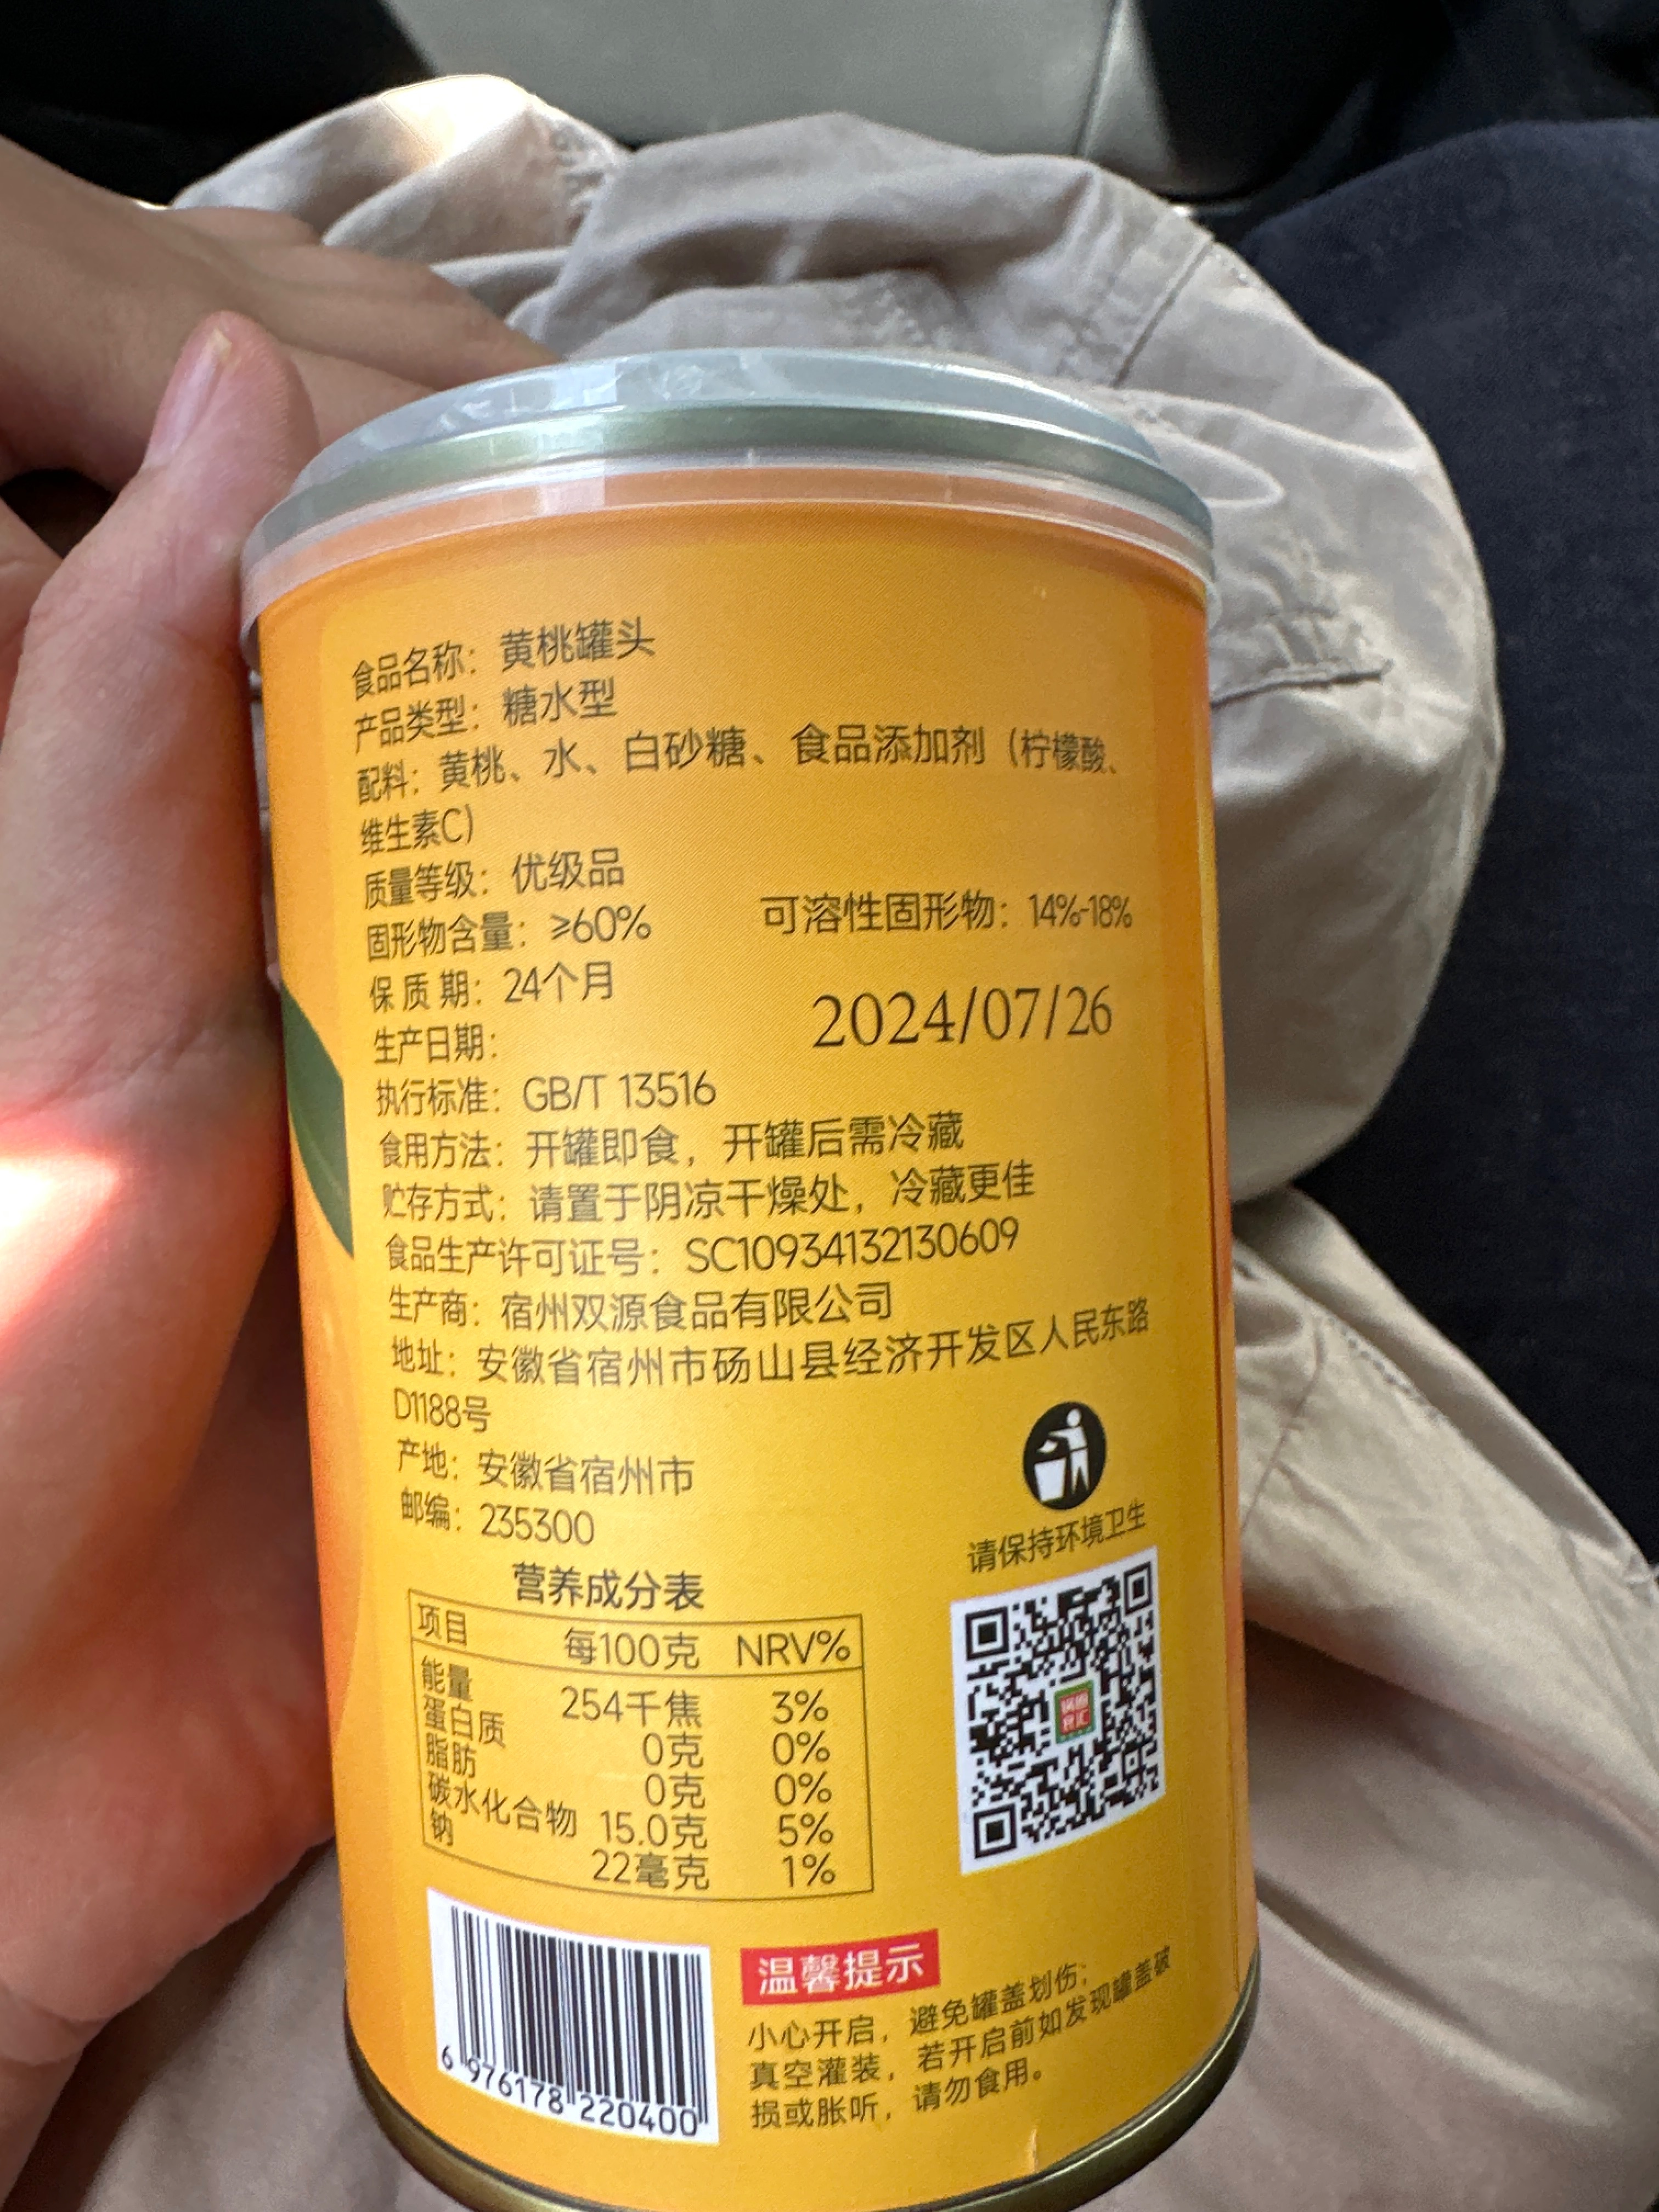 食品名称：黄桃罐头
产品类型：糖水型
配料：黄桃、水、白砂糖、食品添加剂（柠檬酸、
维生素C）
质量等级：优级品
固形物含量：≥60% 可溶性固形物：14%-18%
保质期：24个月
生产日期： 2024/07/26
执行标准：GB/T 13516
食用方法：开罐即食，开罐后需冷藏
贮存方式：请置于阴凉干燥处，冷藏更佳
食品生产许可证号：SC10934132130609
生产商：宿州双源食品有限公司
地址：安徽省宿州市砀山县经济开发区人民东路
D1188号
产地：安徽省宿州市
邮编：235300
请保持环境卫生
营养成分表
项目 每100克 NRV%
能量 254千焦 3%
蛋白质 0克 0%
脂肪 0克 0%
碳水化合物 15.0克 5%
钠 22毫克 1%
6 976178 220400
温馨提示
小心开启，避免罐盖划伤；
真空灌装，若开启前如发现罐盖破
损或胀听，请勿食用。